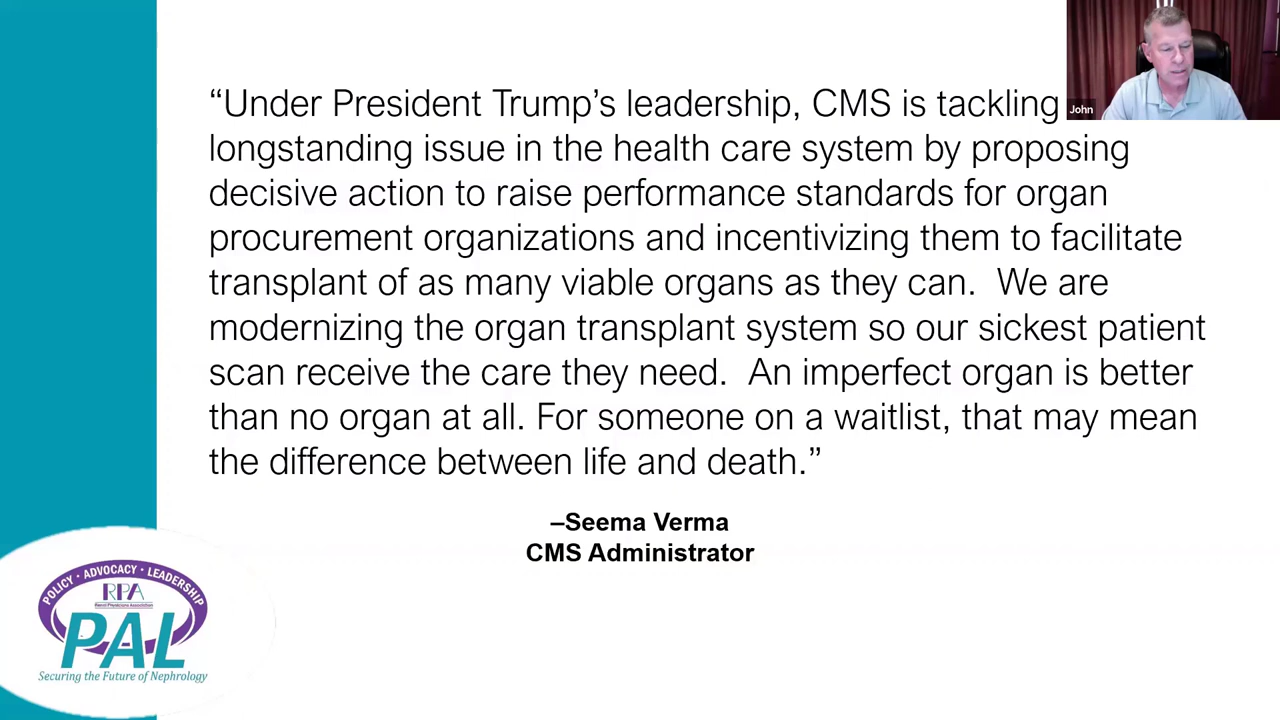 “Under President Trump’s leadership, CMS is tackling
longstanding issue in the health care system by proposing
decisive action to raise performance standards for organ
procurement organizations and incentivizing them to facilitate
transplant of as many viable organs as they can.  We are
modernizing the organ transplant system so our sickest patient
scan receive the care they need.  An imperfect organ is better
than no organ at all. For someone on a waitlist, that may mean
the difference between life and death.”
–Seema Verma
CMS Administrator
John
POLICY · ADVOCACY · LEADERSHIP
RPA
Renal Physicians Association
PAL
Securing the Future of Nephrology